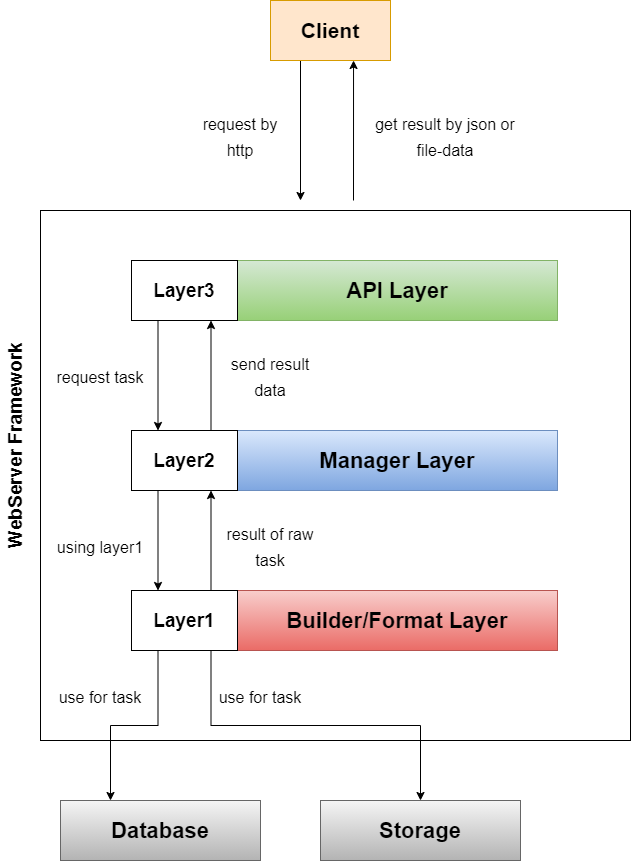 Client
request by
http
get result by json or
file-data
WebServer Framework
Layer3
API Layer
request task
send result
data
Layer2
Manager Layer
using layer1
result of raw
task
Layer1
Builder/Format Layer
use for task
use for task
Database
Storage